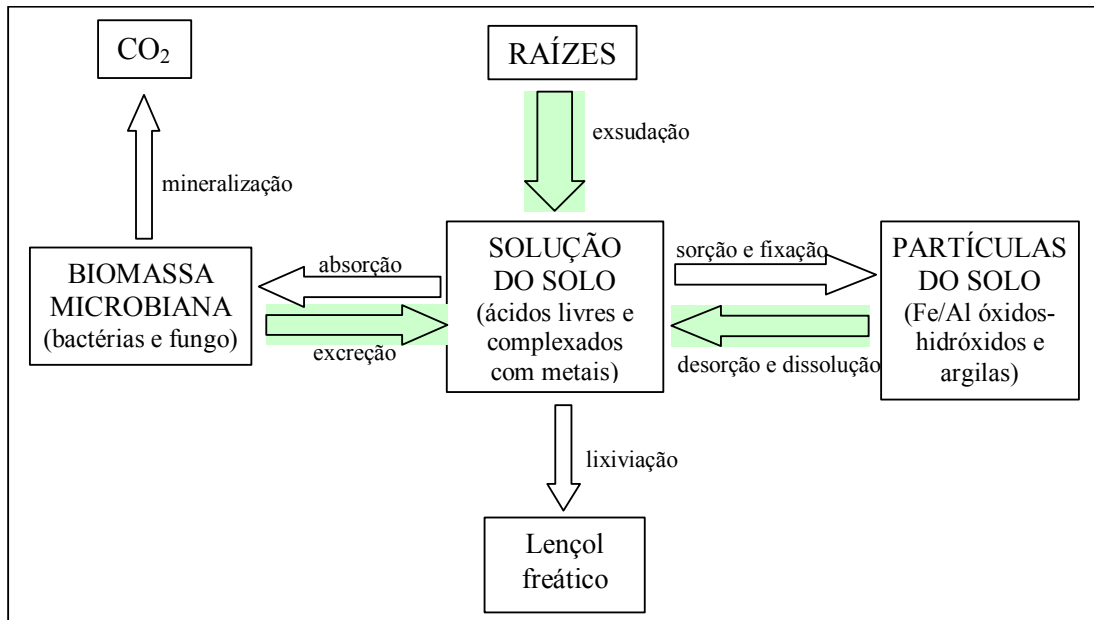 CO₂
RAÍZES
exsudação
mineralização
BIOMASSA
MICROBIANA
(bactérias e fungo)
absorção
excreção
SOLUÇÃO
DO SOLO
(ácidos livres e
complexados
com metais)
sorção e fixação
desorção e dissolução
PARTÍCULAS
DO SOLO
(Fe/Al óxidos-
hidróxidos e
argilas)
lixiviação
Lençol
freático